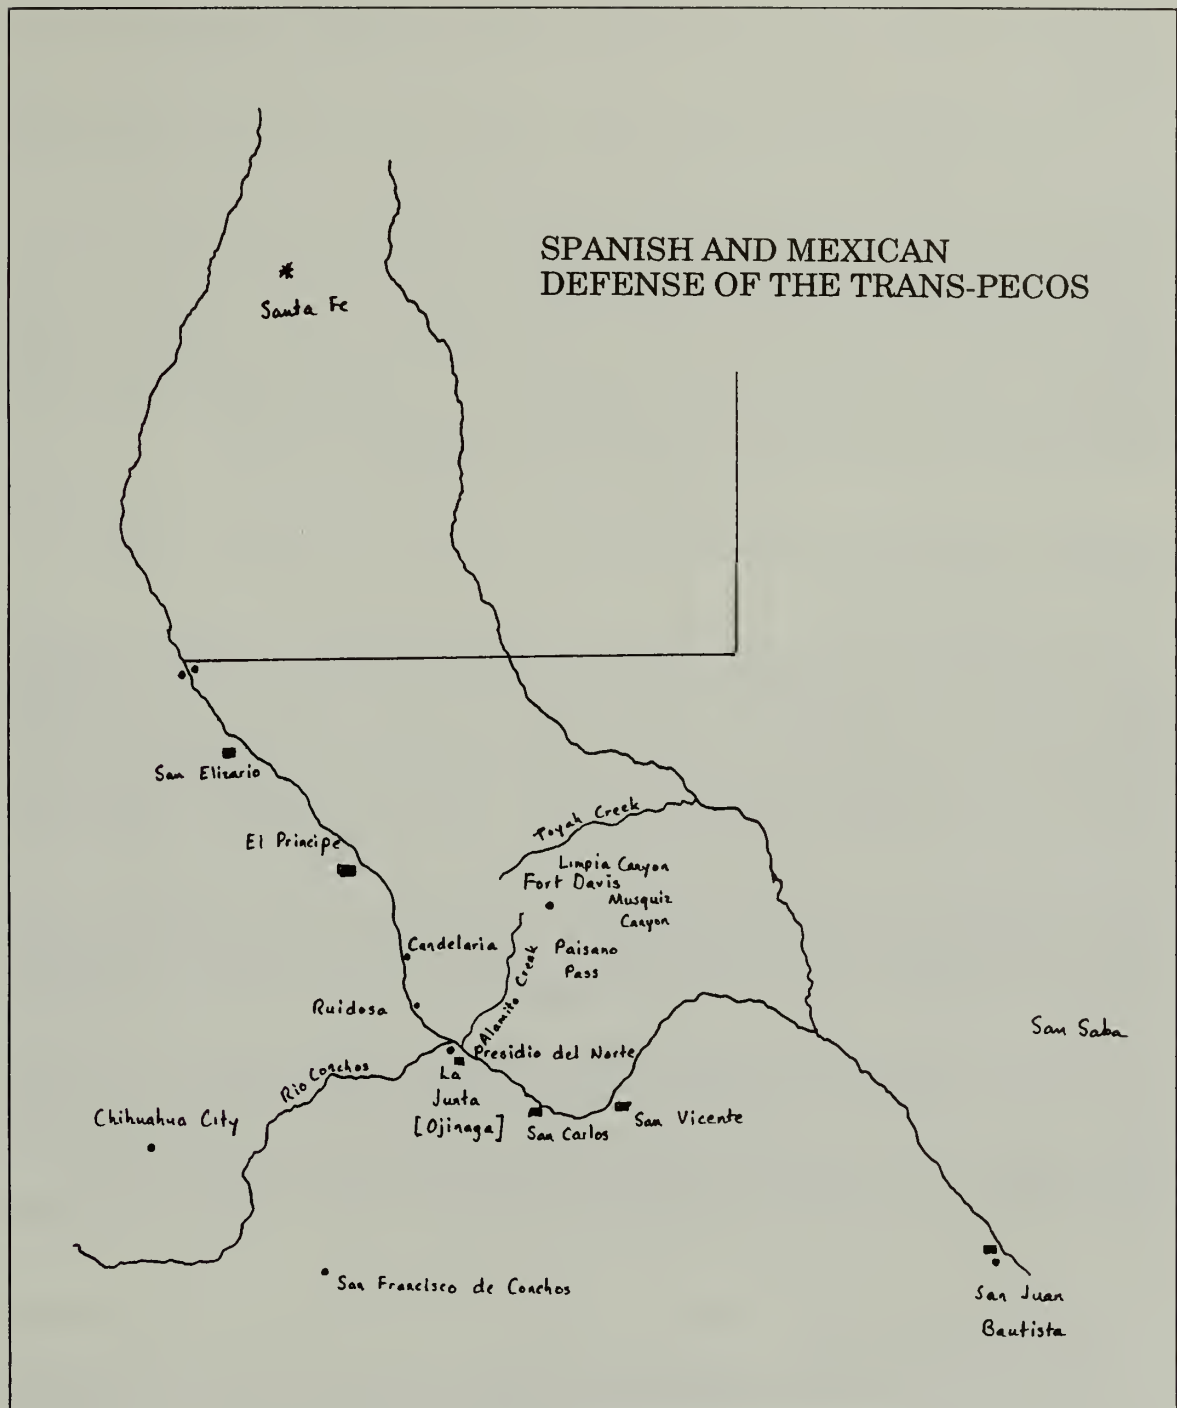 SPANISH AND MEXICAN
DEFENSE OF THE TRANS-PECOS
Santa Fe
San Elizario
El Principe
Toyah Creek
Limpia Canyon
Fort Davis
Musquiz
Canyon
Candelaria
Paisano
Pass
Alamito Creek
Ruidosa
San Saba
Presidio del Norte
Rio Conchos
La
Junta
[Ojinaga]
Chihuahua City
San Carlos
San Vicente
San Francisco de Conchos
San Juan
Bautista